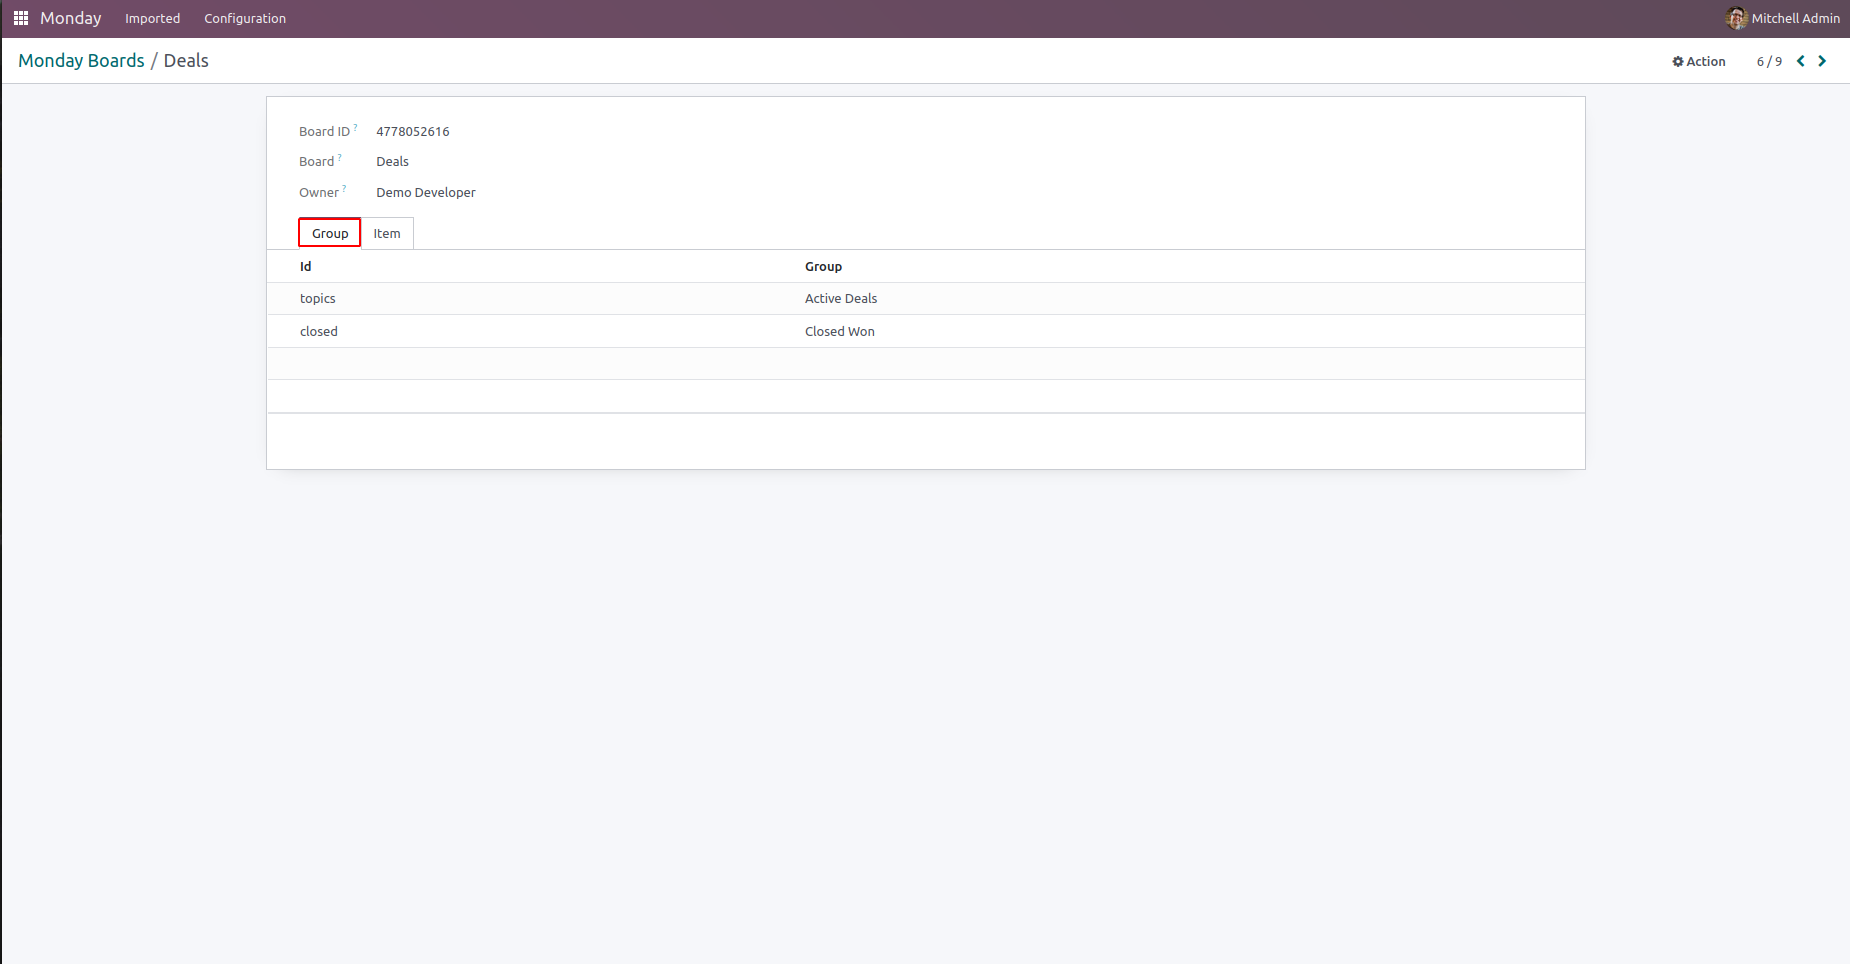 Monday Imported Configuration Mitchell Admin
Monday Boards / Deals Action 6 / 9
Board ID ? 4778052616
Board ? Deals
Owner ? Demo Developer
Group Item
Id Group
topics Active Deals
closed Closed Won